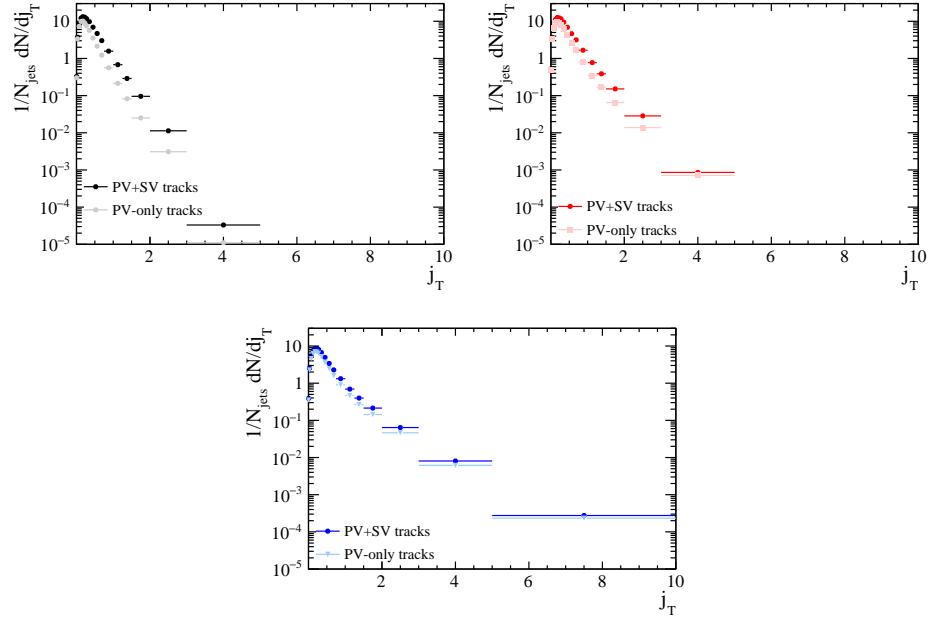 1/N_jets dN/dj_T
10
1
10^−1
10^−2
10^−3
10^−4
10^−5
PV+SV tracks
PV-only tracks
2 4 6 8 10
j_T
1/N_jets dN/dj_T
10
1
10^−1
10^−2
10^−3
10^−4
10^−5
PV+SV tracks
PV-only tracks
2 4 6 8 10
j_T
1/N_jets dN/dj_T
10
1
10^−1
10^−2
10^−3
10^−4
10^−5
PV+SV tracks
PV-only tracks
2 4 6 8 10
j_T